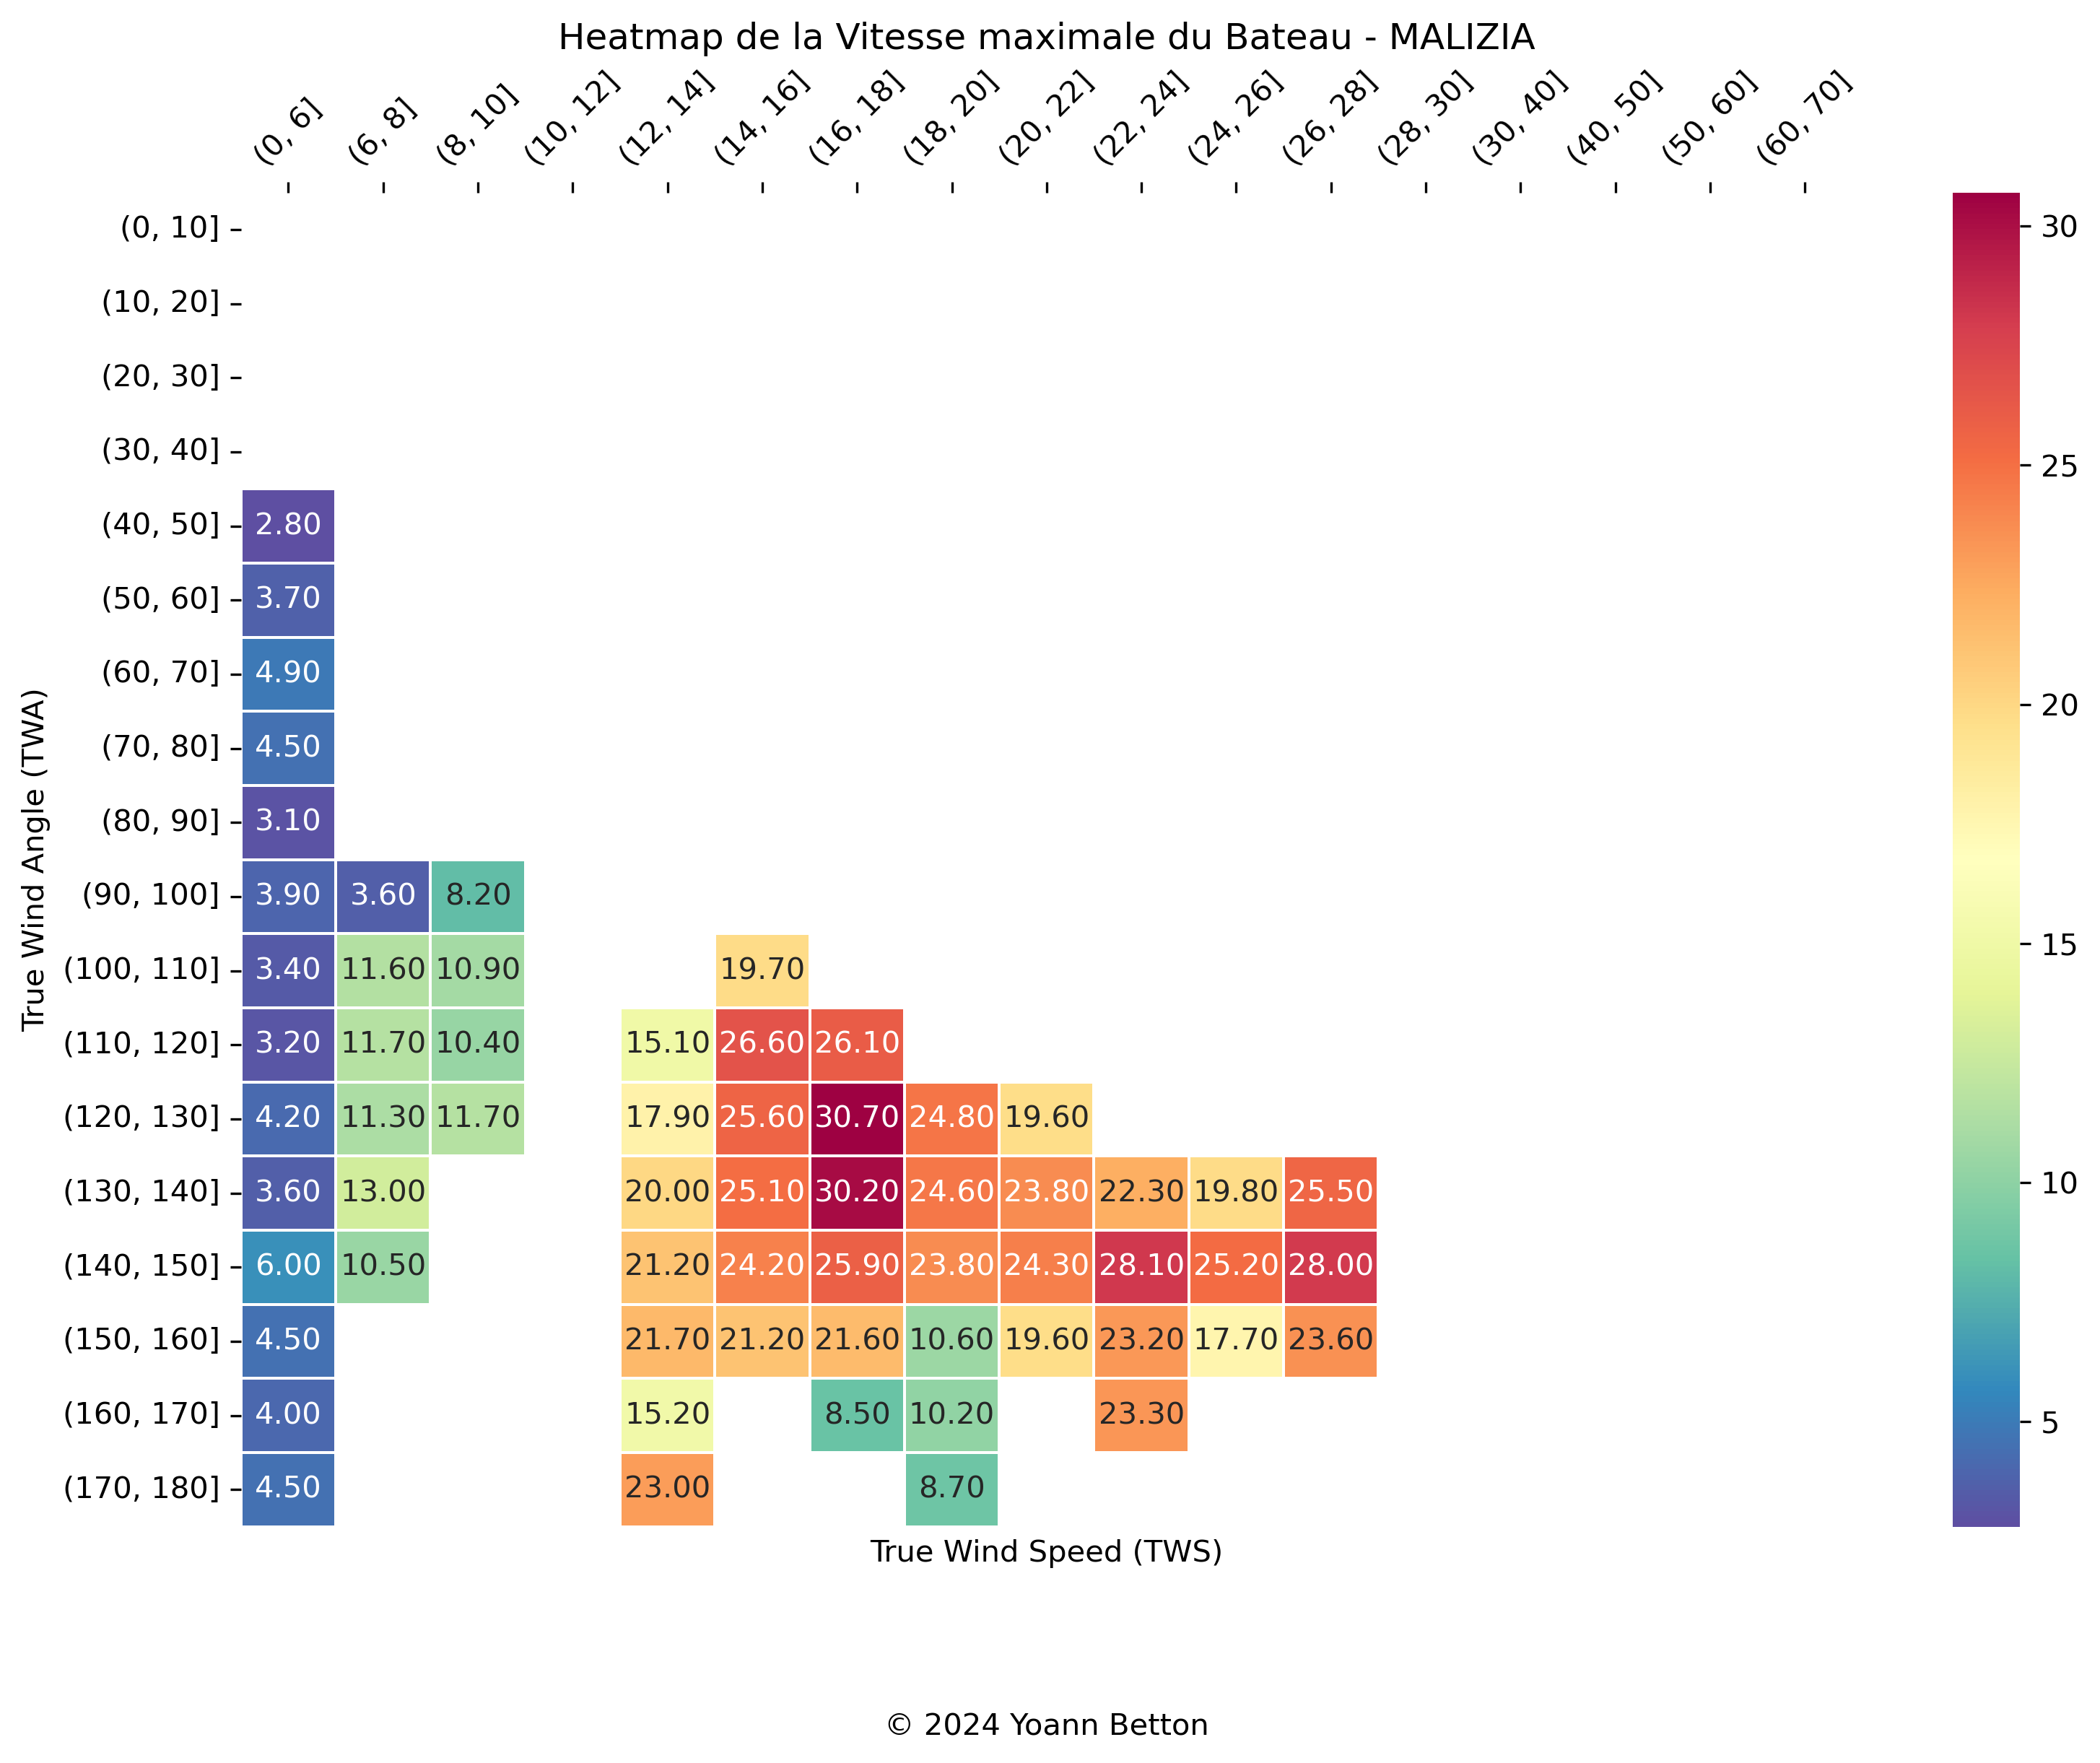 Heatmap de la Vitesse maximale du Bateau - MALIZIA
(0, 6] (6, 8] (8, 10] (10, 12] (12, 14] (14, 16] (16, 18] (18, 20] (20, 22] (22, 24] (24, 26] (26, 28] (28, 30] (30, 40] (40, 50] (50, 60] (60, 70]
(0, 10]
(10, 20]
(20, 30]
(30, 40]
(40, 50] 2.80
(50, 60] 3.70
(60, 70] 4.90
(70, 80] 4.50
(80, 90] 3.10
(90, 100] 3.90 3.60 8.20
(100, 110] 3.40 11.60 10.90 19.70
(110, 120] 3.20 11.70 10.40 15.10 26.60 26.10
(120, 130] 4.20 11.30 11.70 17.90 25.60 30.70 24.80 19.60
(130, 140] 3.60 13.00 20.00 25.10 30.20 24.60 23.80 22.30 19.80 25.50
(140, 150] 6.00 10.50 21.20 24.20 25.90 23.80 24.30 28.10 25.20 28.00
(150, 160] 4.50 21.70 21.20 21.60 10.60 19.60 23.20 17.70 23.60
(160, 170] 4.00 15.20 8.50 10.20 23.30
(170, 180] 4.50 23.00 8.70
True Wind Angle (TWA)
True Wind Speed (TWS)
30
25
20
15
10
5
© 2024 Yoann Betton